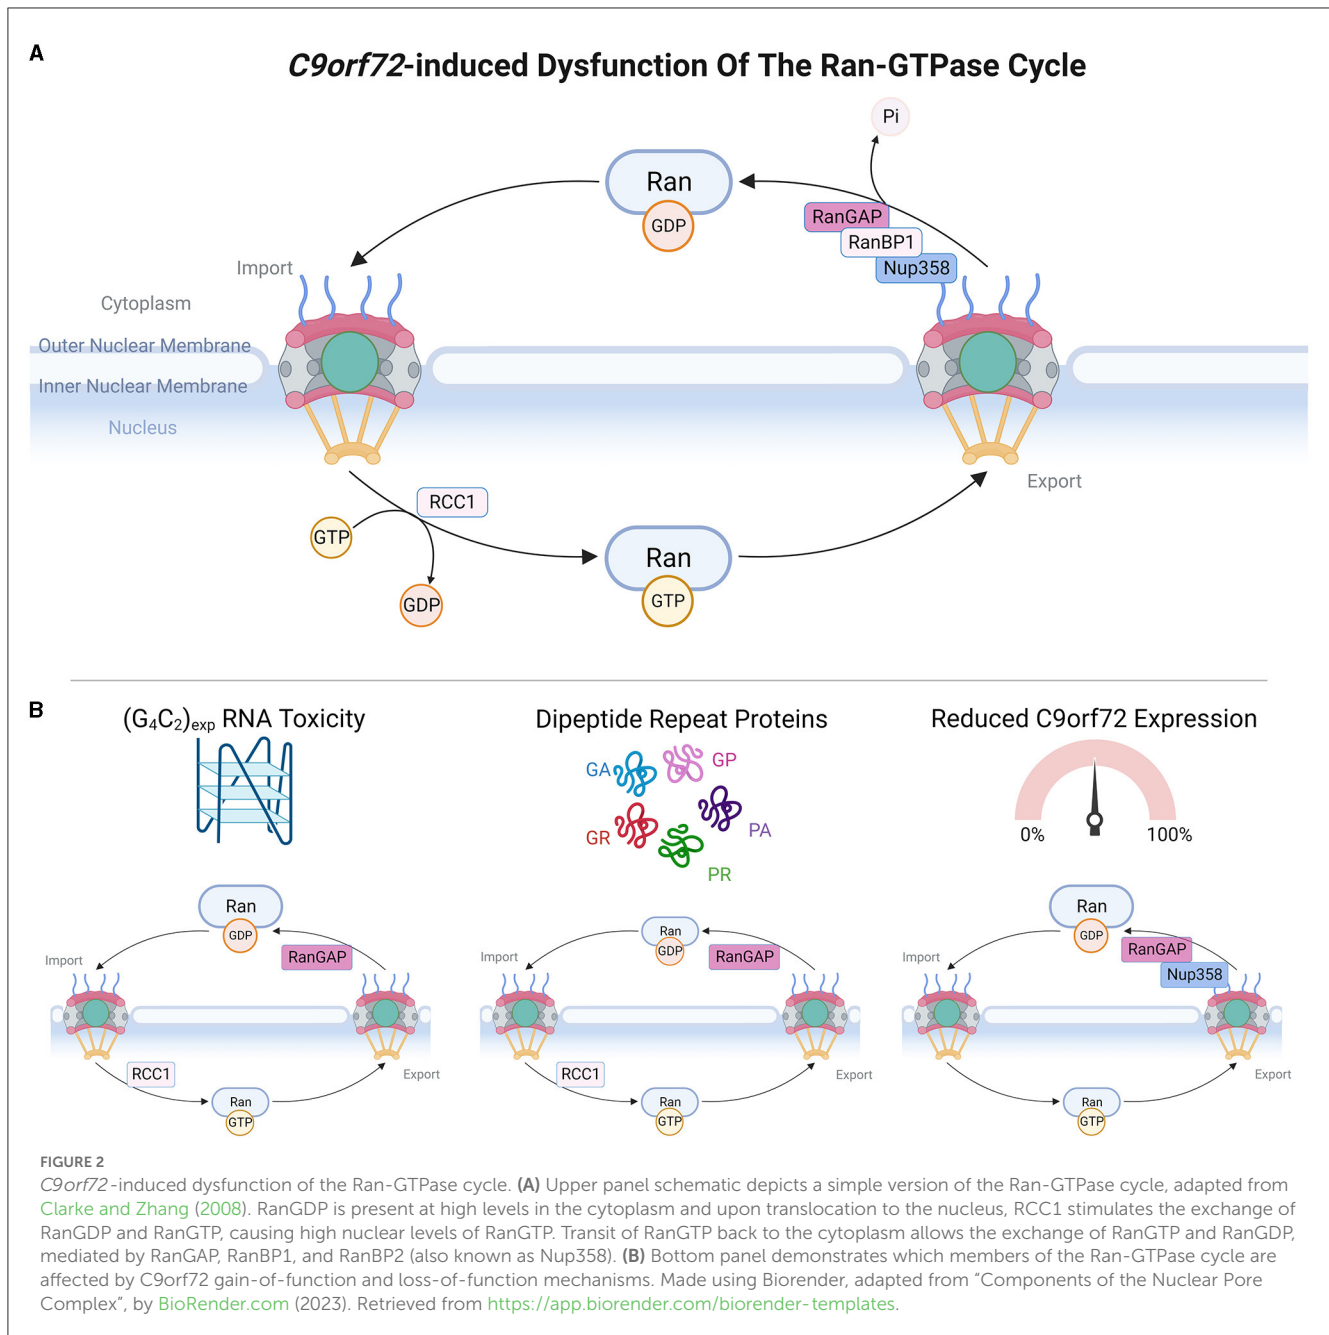 A
C9orf72-induced Dysfunction Of The Ran-GTPase Cycle
Pi
Ran
GDP
RanGAP
RanBP1
Nup358
Import
Cytoplasm
Outer Nuclear Membrane
Inner Nuclear Membrane
Nucleus
Export
RCC1
GTP
GDP
Ran
GTP
B
(G4C2)exp RNA Toxicity
Ran
GDP
RanGAP
Import
RCC1
Export
Ran
GTP
Dipeptide Repeat Proteins
GA
GP
PA
GR
PR
Ran
GDP
RanGAP
Import
RCC1
Export
Ran
GTP
Reduced C9orf72 Expression
0%
100%
Ran
GDP
RanGAP
Nup358
Import
Export
Ran
GTP
FIGURE 2
C9orf72-induced dysfunction of the Ran-GTPase cycle. (A) Upper panel schematic depicts a simple version of the Ran-GTPase cycle, adapted from
Clarke and Zhang (2008). RanGDP is present at high levels in the cytoplasm and upon translocation to the nucleus, RCC1 stimulates the exchange of
RanGDP and RanGTP, causing high nuclear levels of RanGTP. Transit of RanGTP back to the cytoplasm allows the exchange of RanGTP and RanGDP,
mediated by RanGAP, RanBP1, and RanBP2 (also known as Nup358). (B) Bottom panel demonstrates which members of the Ran-GTPase cycle are
affected by C9orf72 gain-of-function and loss-of-function mechanisms. Made using Biorender, adapted from “Components of the Nuclear Pore
Complex”, by BioRender.com (2023). Retrieved from https://app.biorender.com/biorender-templates.